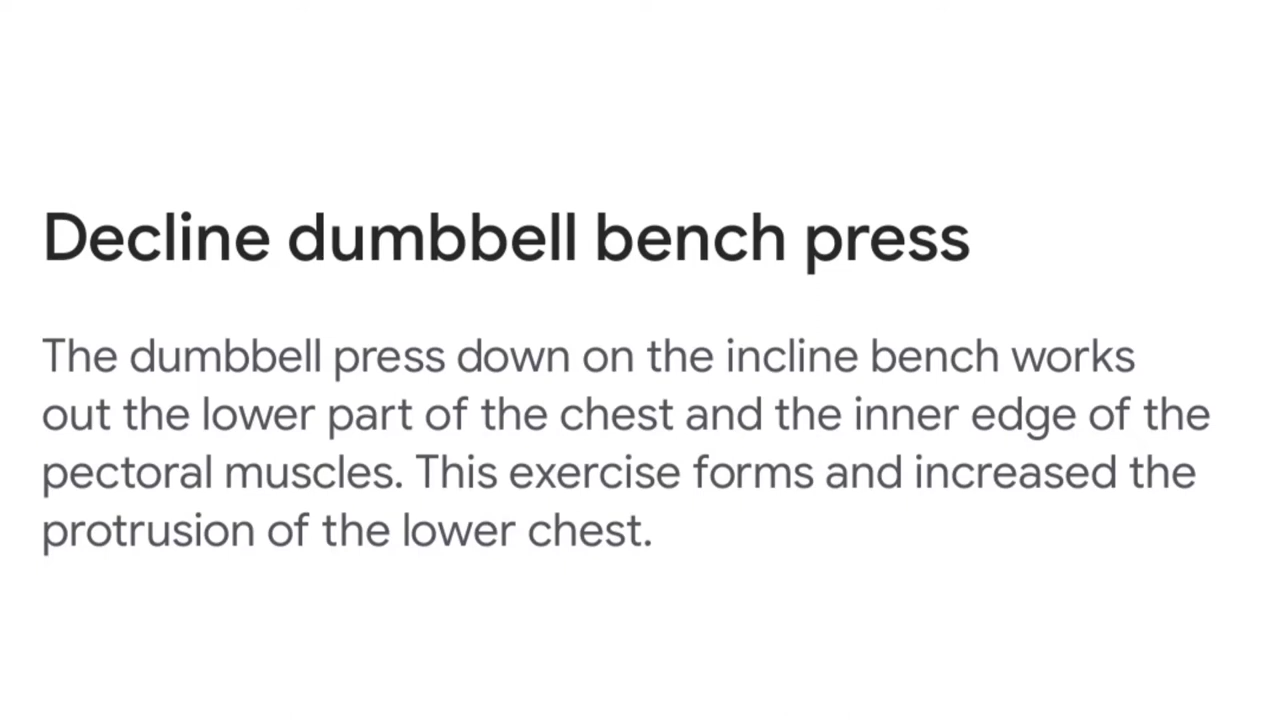 Decline dumbbell bench press
The dumbbell press down on the incline bench works
out the lower part of the chest and the inner edge of the
pectoral muscles. This exercise forms and increased the
protrusion of the lower chest.